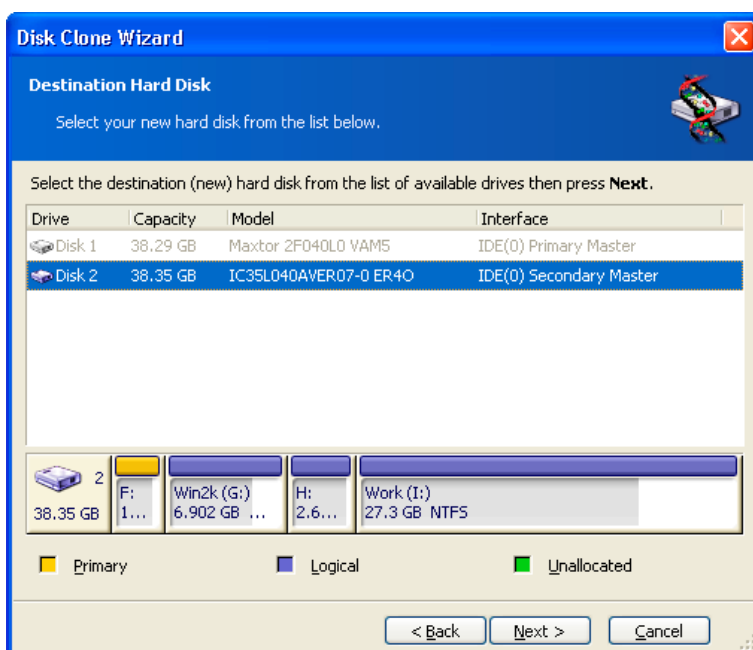 Disk Clone Wizard
Destination Hard Disk
Select your new hard disk from the list below.
Select the destination (new) hard disk from the list of available drives then press Next.
Drive Capacity Model Interface
Disk 1 38.29 GB Maxtor 2F040L0 VAM5 IDE(0) Primary Master
Disk 2 38.35 GB IC35L040AVER07-0 ER4O IDE(0) Secondary Master
2 F: Win2k (G:) H: Work (I:)
38.35 GB 1... 6.902 GB ... 2.6... 27.3 GB NTFS
Primary Logical Unallocated
< Back Next > Cancel